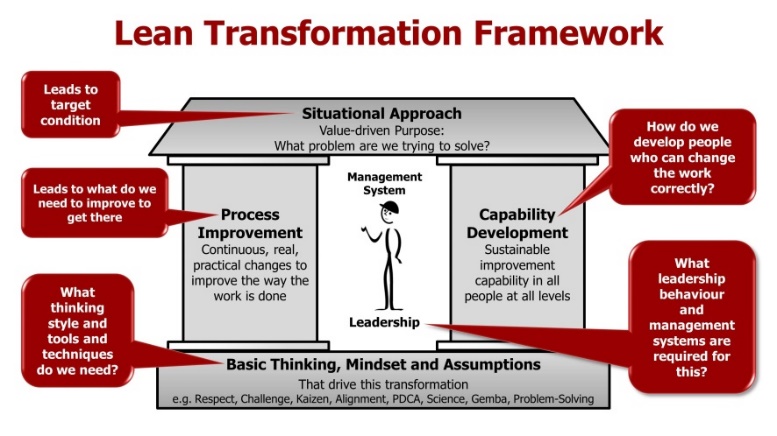 Lean Transformation Framework
Leads to
target
condition
Situational Approach
Value-driven Purpose:
What problem are we trying to solve?
How do we
develop people
who can change
the work
correctly?
Leads to what do we
need to improve to
get there
Process
Improvement
Continuous, real,
practical changes to
improve the way the
work is done
Management
System
Leadership
Capability
Development
Sustainable
improvement
capability in all
people at all levels
What
thinking
style and
tools and
techniques
do we need?
What
leadership
behaviour
and
management
systems are
required for
this?
Basic Thinking, Mindset and Assumptions
That drive this transformation
e.g. Respect, Challenge, Kaizen, Alignment, PDCA, Science, Gemba, Problem-Solving